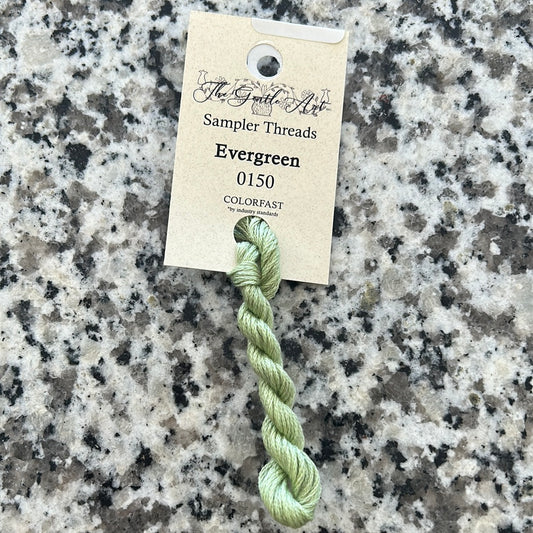 The Gentle Art
Sampler Threads
Evergreen
0150
COLORFAST
*by industry standards